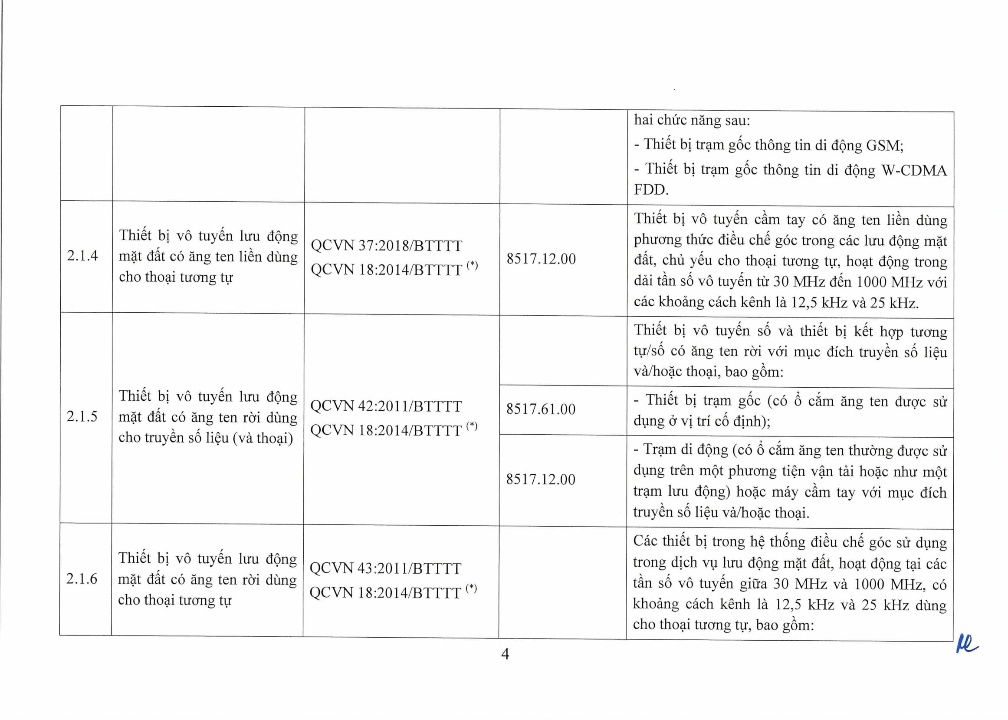 hai chức năng sau:
- Thiết bị trạm gốc thông tin di động GSM;
- Thiết bị trạm gốc thông tin di động W-CDMA
FDD.
2.1.4
Thiết bị vô tuyến lưu động
mặt đất có ăng ten liền dùng
cho thoại tương tự
QCVN 37:2018/BTTTT
QCVN 18:2014/BTTTT (*)
8517.12.00
Thiết bị vô tuyến cầm tay có ăng ten liền dùng
phương thức điều chế góc trong các lưu động mặt
đất, chủ yếu cho thoại tương tự, hoạt động trong
dải tần số vô tuyến từ 30 MHz đến 1000 MHz với
các khoảng cách kênh là 12,5 kHz và 25 kHz.
2.1.5
Thiết bị vô tuyến lưu động
mặt đất có ăng ten rời dùng
cho truyền số liệu (và thoại)
QCVN 42:2011/BTTTT
QCVN 18:2014/BTTTT (*)
Thiết bị vô tuyến số và thiết bị kết hợp tương
tự/số có ăng ten rời với mục đích truyền số liệu
và/hoặc thoại, bao gồm:
8517.61.00
- Thiết bị trạm gốc (có ổ cắm ăng ten được sử
dụng ở vị trí cố định);
8517.12.00
- Trạm di động (có ổ cắm ăng ten thường được sử
dụng trên một phương tiện vận tải hoặc như một
trạm lưu động) hoặc máy cầm tay với mục đích
truyền số liệu và/hoặc thoại.
2.1.6
Thiết bị vô tuyến lưu động
mặt đất có ăng ten rời dùng
cho thoại tương tự
QCVN 43:2011/BTTTT
QCVN 18:2014/BTTTT (*)
Các thiết bị trong hệ thống điều chế góc sử dụng
trong dịch vụ lưu động mặt đất, hoạt động tại các
tần số vô tuyến giữa 30 MHz và 1000 MHz, có
khoảng cách kênh là 12,5 kHz và 25 kHz dùng
cho thoại tương tự, bao gồm:
4